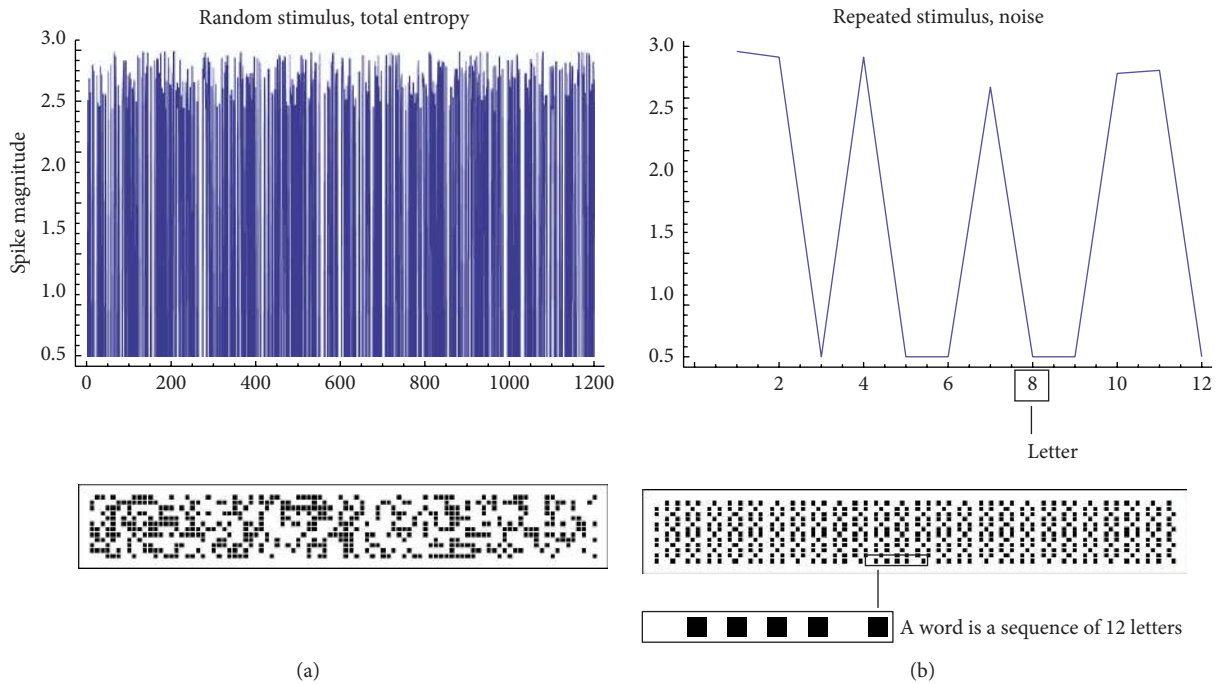 Random stimulus, total entropy
3.0
2.5
2.0
1.5
1.0
0.5
Spike magnitude
0 200 400 600 800 1000 1200
(a)
Repeated stimulus, noise
3.0
2.5
2.0
1.5
1.0
0.5
2 4 6 8 10 12
Letter
A word is a sequence of 12 letters
(b)